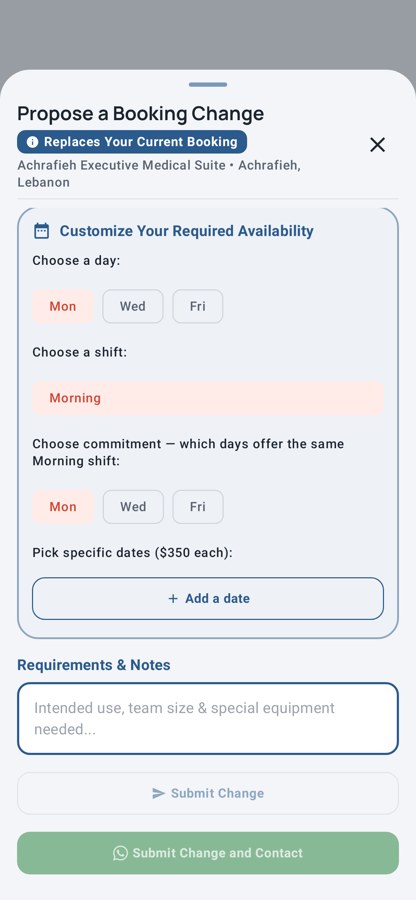 Propose a Booking Change
Replaces Your Current Booking
Achrafieh Executive Medical Suite • Achrafieh,
Lebanon
Customize Your Required Availability
Choose a day:
Mon Wed Fri
Choose a shift:
Morning
Choose commitment — which days offer the same
Morning shift:
Mon Wed Fri
Pick specific dates ($350 each):
+ Add a date
Requirements & Notes
Intended use, team size & special equipment
needed...
Submit Change
Submit Change and Contact